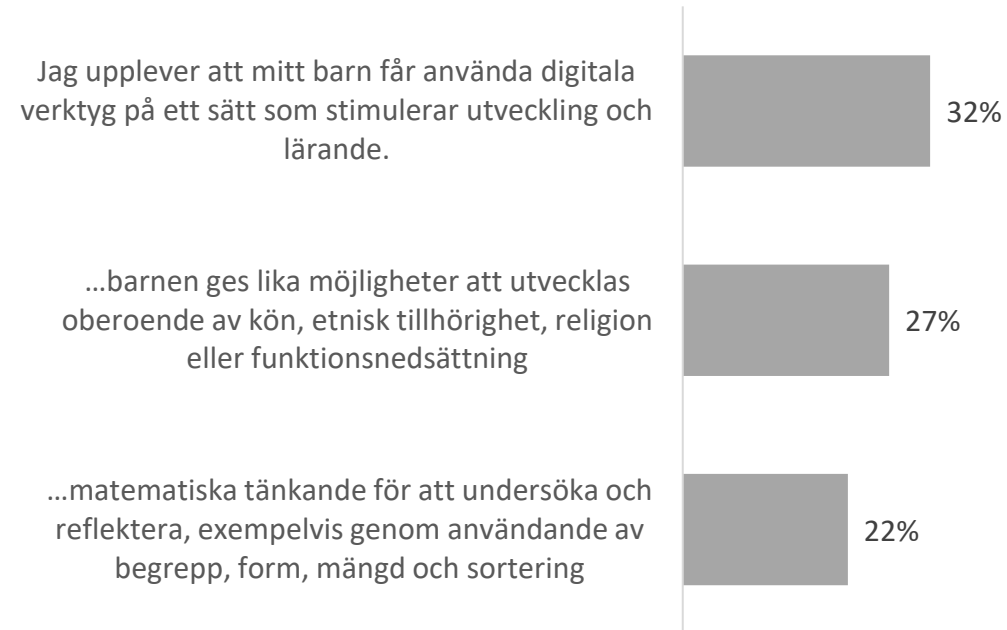 Jag upplever att mitt barn får använda digitala
verktyg på ett sätt som stimulerar utveckling och
lärande.
32%
…barnen ges lika möjligheter att utvecklas
oberoende av kön, etnisk tillhörighet, religion
eller funktionsnedsättning
27%
…matematiska tänkande för att undersöka och
reflektera, exempelvis genom användande av
begrepp, form, mängd och sortering
22%